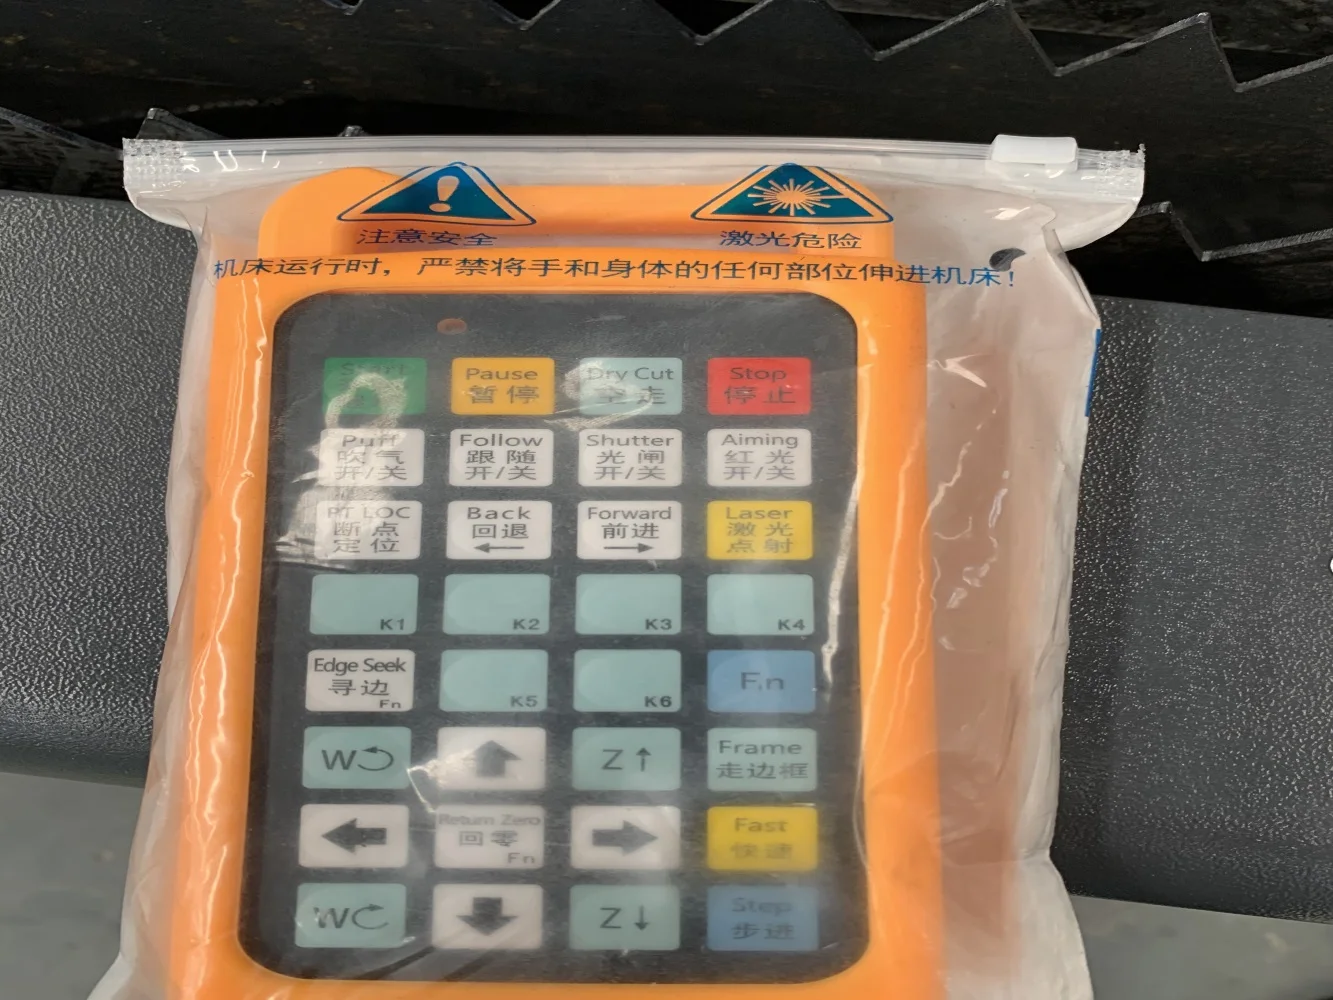 注意安全
激光危险
机床运行时，严禁将手和身体的任何部位伸进机床！
Start
Pause
暂停
Dry Cut
空走
Stop
停止
Puff
吹气
开/关
Follow
跟随
开/关
Shutter
光闸
开/关
Aiming
红光
开/关
PT LOC
断点
定位
Back
回退
←
Forward
前进
→
Laser
激光
点射
K1
K2
K3
K4
Edge Seek
寻边
Fn
K5
K6
Fn
W
Z↑
Frame
走边框
Return Zero
回零
Fn
Fast
快速
W
Z↓
Step
步进